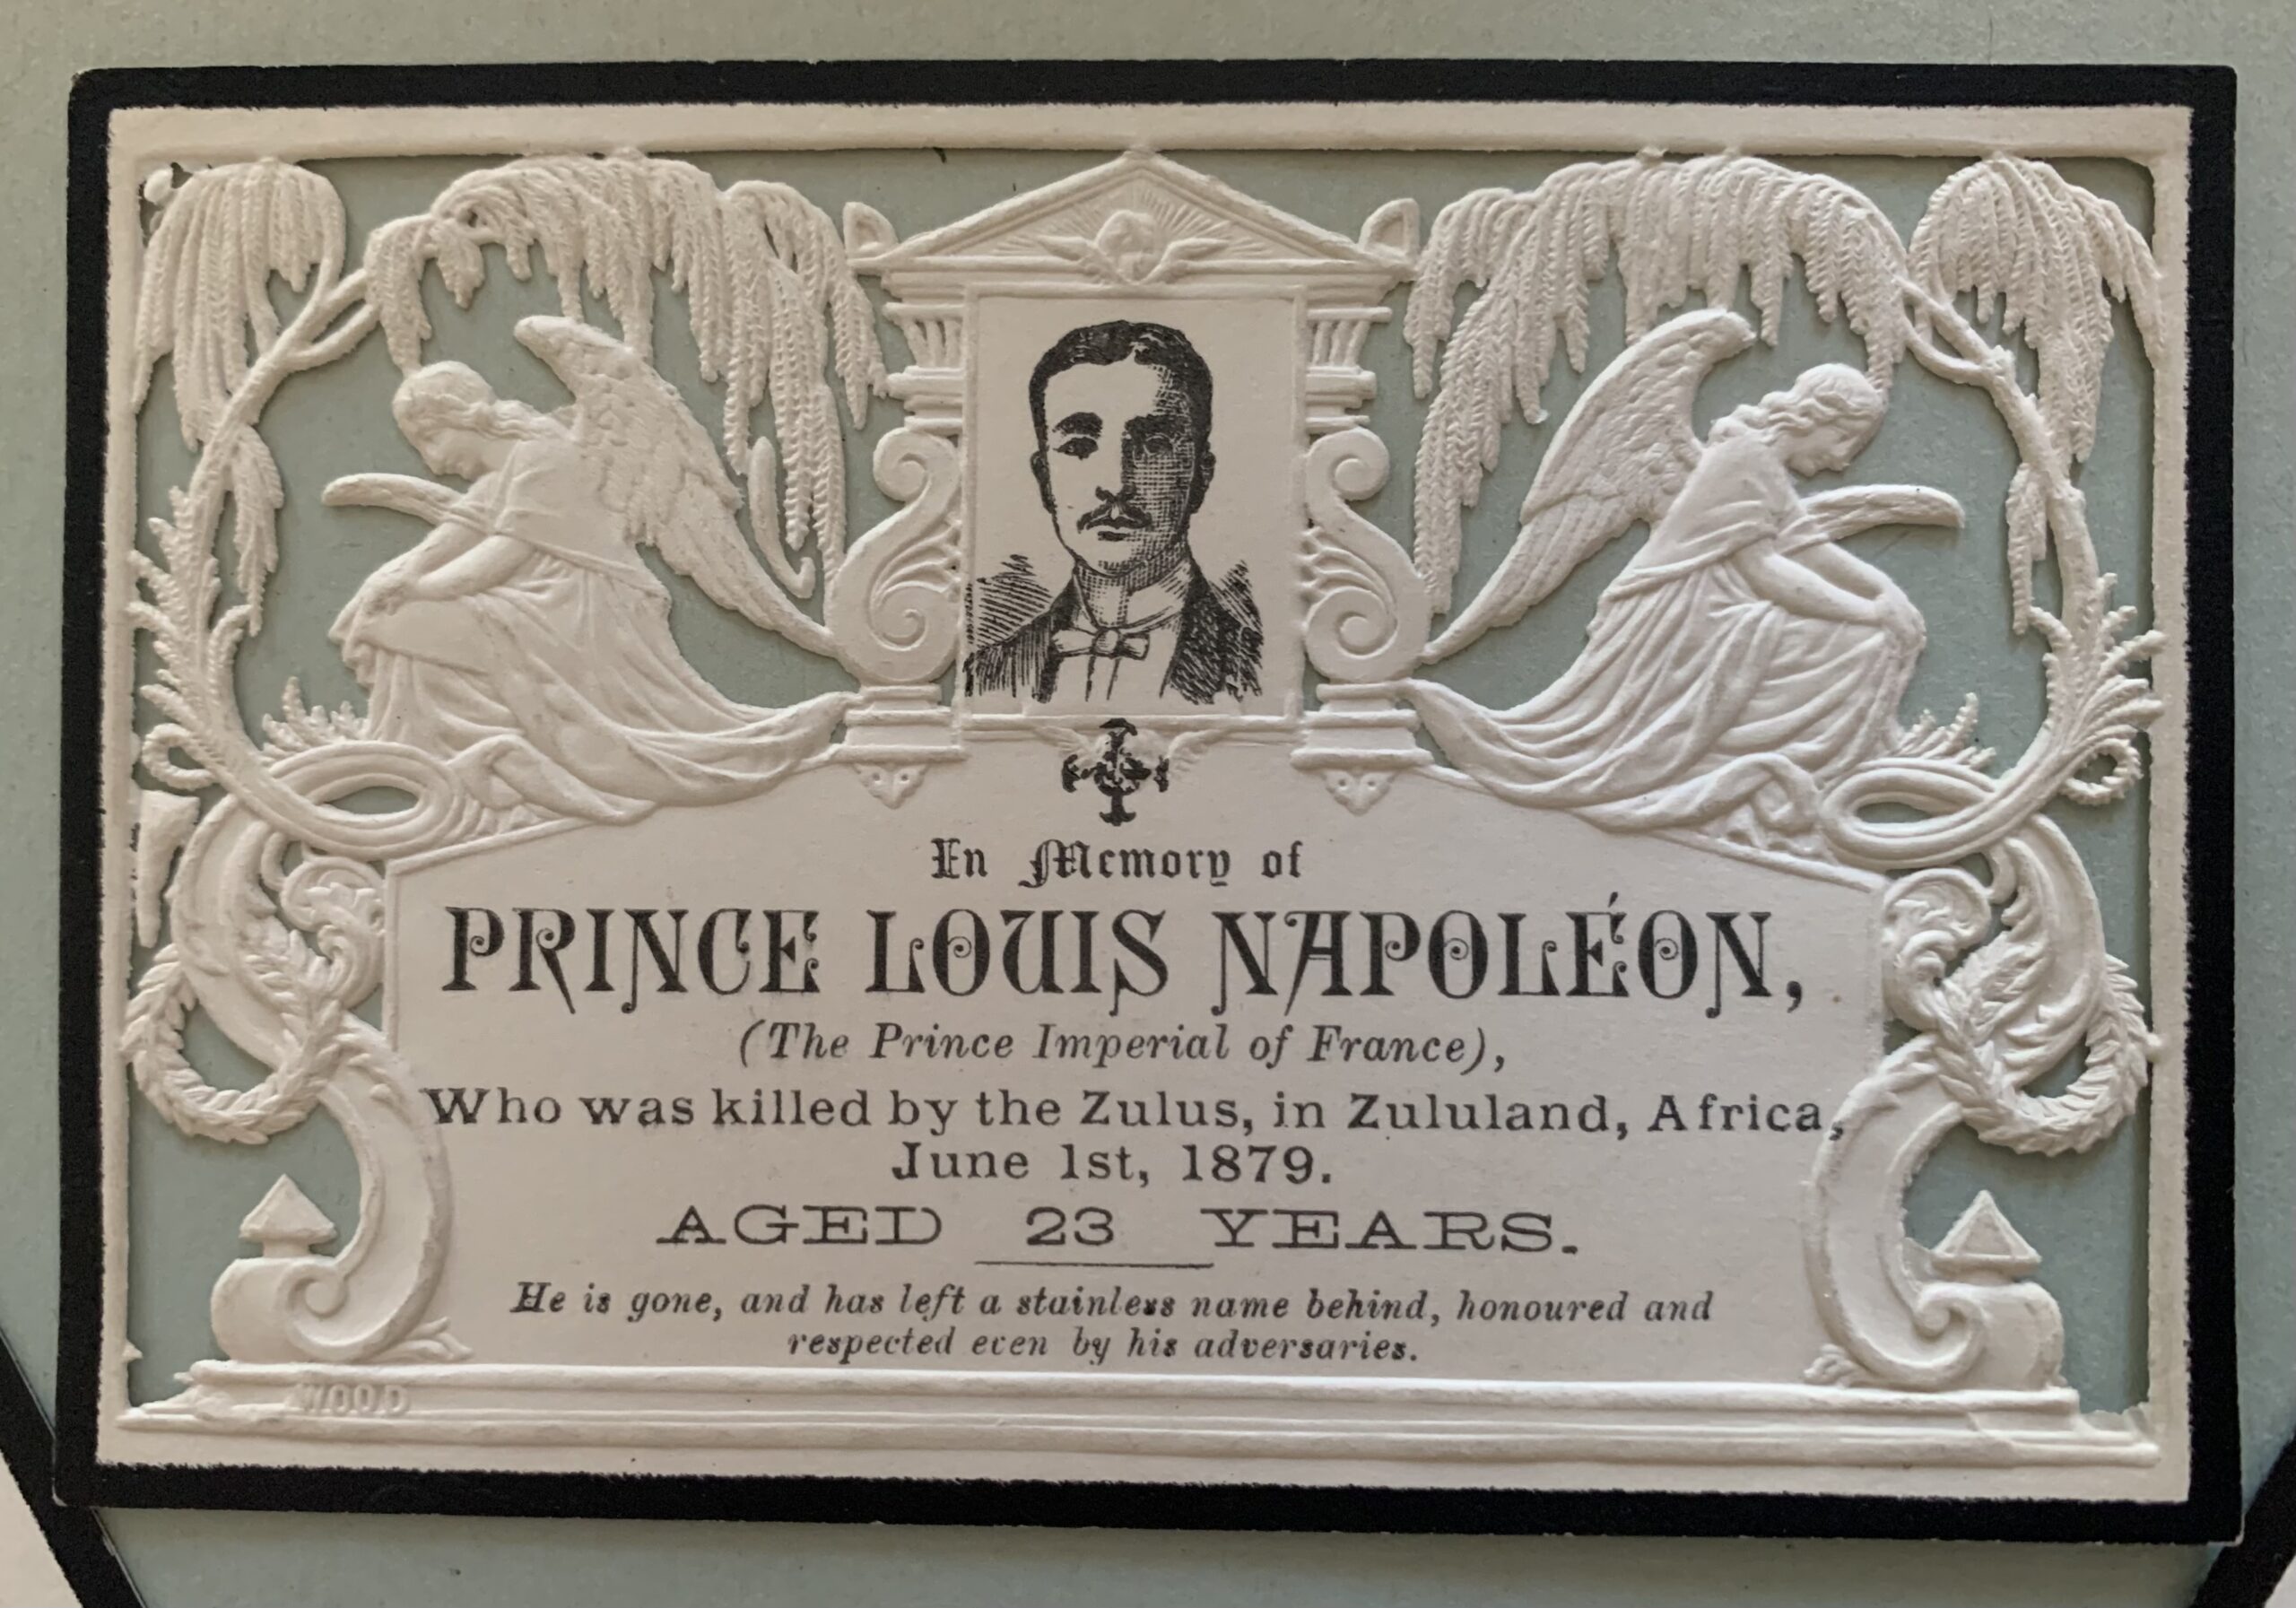 In Memory of
PRINCE LOUIS NAPOLÉON,
(The Prince Imperial of France),
Who was killed by the Zulus, in Zululand, Africa,
June 1st, 1879.
AGED 23 YEARS.
He is gone, and has left a stainless name behind, honoured and
respected even by his adversaries.
WOOD